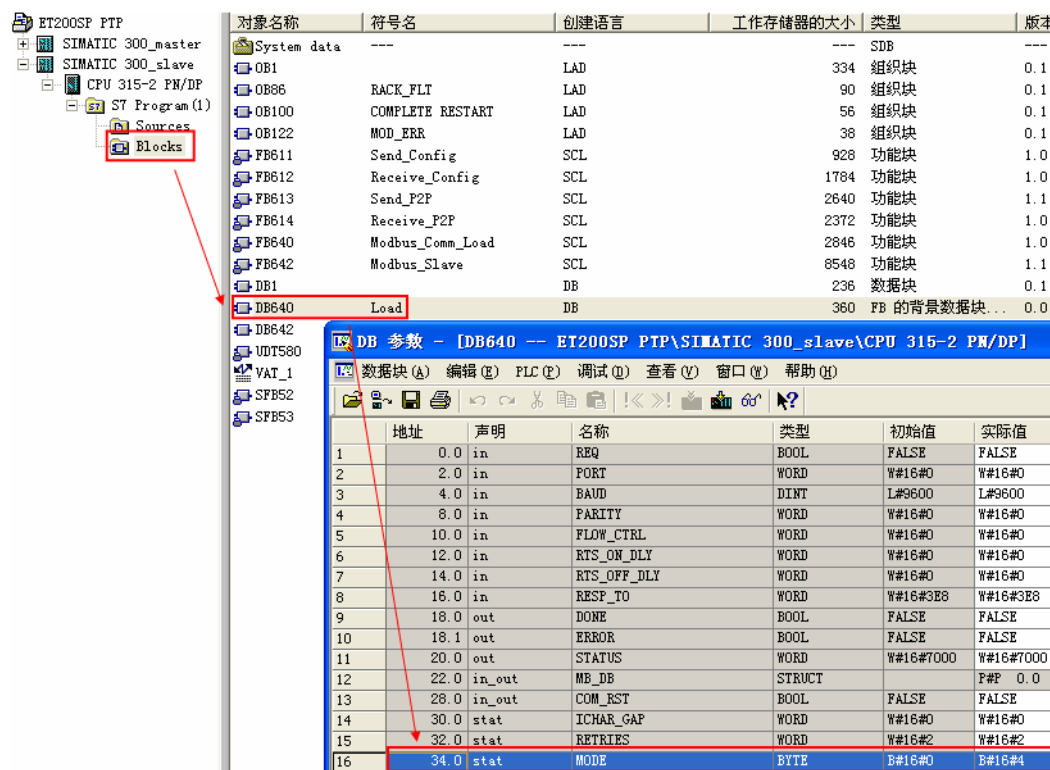 ET200SP PTP
SIMATIC 300_master
SIMATIC 300_slave
CPU 315-2 PN/DP
S7 Program(1)
Sources
Blocks
对象名称 符号名 创建语言 工作存储器的大小 类型 版本
System data --- --- --- SDB ---
OB1 LAD 334 组织块 0.1
OB86 RACK_FLT LAD 90 组织块 0.1
OB100 COMPLETE RESTART LAD 56 组织块 0.1
OB122 MOD_ERR LAD 38 组织块 0.1
FB611 Send_Config SCL 928 功能块 1.0
FB612 Receive_Config SCL 1784 功能块 1.0
FB613 Send_P2P SCL 2640 功能块 1.1
FB614 Receive_P2P SCL 2372 功能块 1.0
FB640 Modbus_Comm_Load SCL 2846 功能块 1.0
FB642 Modbus_Slave SCL 8548 功能块 1.1
DB1 DB 236 数据块 0.1
DB640 Load DB 360 FB 的背景数据块... 0.0
DB642
UDT580
VAT_1
SFB52
SFB53
DB 参数 - [DB640 -- ET200SP PTP\SIMATIC 300_slave\CPU 315-2 PN/DP]
数据块(A) 编辑(E) PLC(P) 调试(D) 查看(V) 窗口(W) 帮助(H)
地址 声明 名称 类型 初始值 实际值
1 0.0 in REQ BOOL FALSE FALSE
2 2.0 in PORT WORD W#16#0 W#16#0
3 4.0 in BAUD DINT L#9600 L#9600
4 8.0 in PARITY WORD W#16#0 W#16#0
5 10.0 in FLOW_CTRL WORD W#16#0 W#16#0
6 12.0 in RTS_ON_DLY WORD W#16#0 W#16#0
7 14.0 in RTS_OFF_DLY WORD W#16#0 W#16#0
8 16.0 in RESP_TO WORD W#16#3E8 W#16#3E8
9 18.0 out DONE BOOL FALSE FALSE
10 18.1 out ERROR BOOL FALSE FALSE
11 20.0 out STATUS WORD W#16#7000 W#16#7000
12 22.0 in_out MB_DB STRUCT P#P 0.0
13 28.0 in_out COM_RST BOOL FALSE FALSE
14 30.0 stat ICHAR_GAP WORD W#16#0 W#16#0
15 32.0 stat RETRIES WORD W#16#2 W#16#2
16 34.0 stat MODE BYTE B#16#0 B#16#4